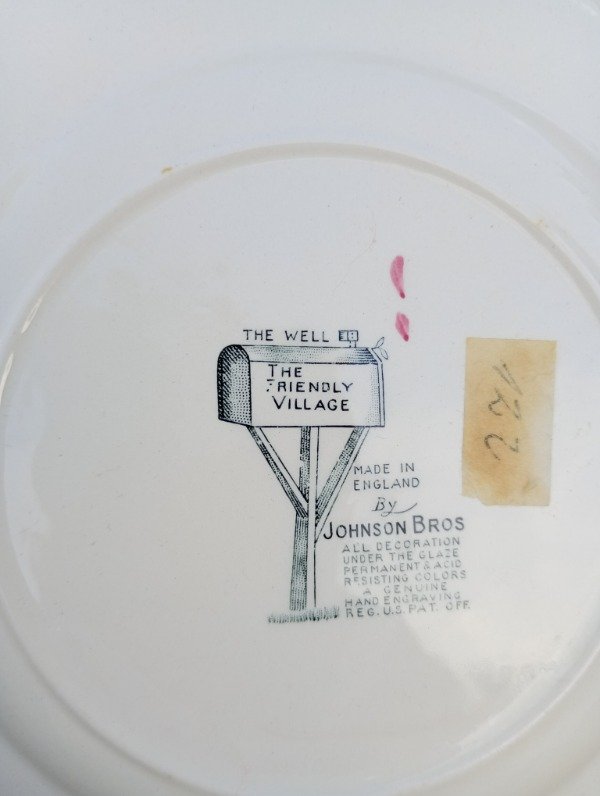 THE WELL
THE
FRIENDLY
VILLAGE
MADE IN
ENGLAND
By
JOHNSON BROS
ALL DECORATION
UNDER THE GLAZE
PERMANENT & ACID
RESISTING COLORS
A GENUINE
HAND ENGRAVING
REG. U.S. PAT. OFF.